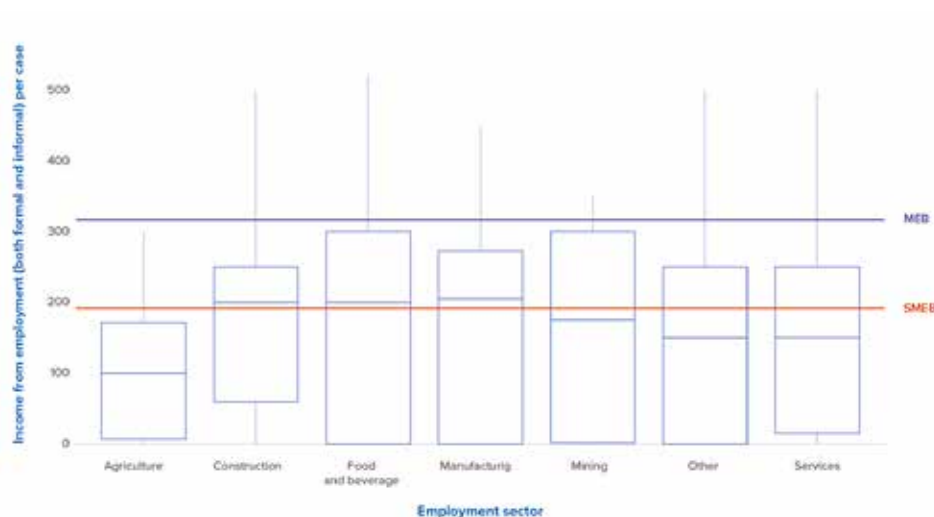 Income from employment (both formal and informal) per case
500
400
300
200
100
0
MEB
SMEB
Agriculture
Construction
Food
and beverage
Manufacturig
Mining
Other
Services
Employment sector